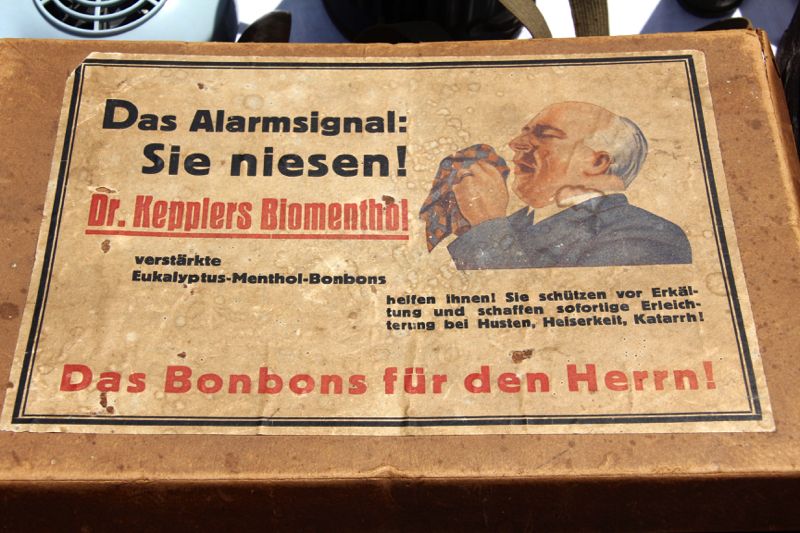 Das Alarmsignal:
Sie niesen!
Dr. Kepplers Biomenthol
verstärkte
Eukalyptus-Menthol-Bonbons
helfen Ihnen! Sie schützen vor Erkäl-
tung und schaffen sofortige Erleich-
terung bei Husten, Heiserkeit, Katarrh!
Das Bonbons für den Herrn!